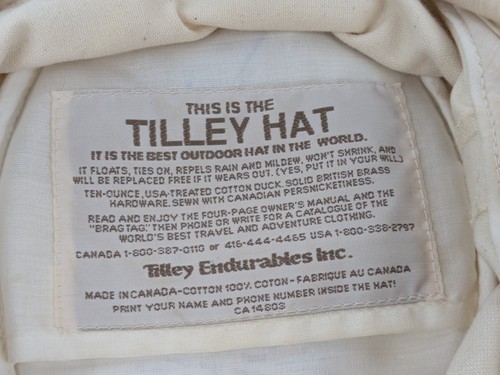 THIS IS THE
TILLEY HAT
IT IS THE BEST OUTDOOR HAT IN THE WORLD.
IT FLOATS, TIES ON, REPELS RAIN AND MILDEW, WON'T SHRINK, AND
WILL BE REPLACED FREE IF IT WEARS OUT. (YES, PUT IT IN YOUR WILL)
TEN-OUNCE, USA-TREATED COTTON DUCK. SOLID BRITISH BRASS
HARDWARE. SEWN WITH CANADIAN PERSNICKETINESS.
READ AND ENJOY THE FOUR-PAGE OWNER'S MANUAL AND THE
"BRAG TAG:" THEN PHONE OR WRITE FOR A CATALOGUE OF THE
WORLD'S BEST TRAVEL AND ADVENTURE CLOTHING.
CANADA 1-800-387-0110 or 416-444-4465 USA 1-800-338-2797
Tilley Endurables Inc.
MADE IN CANADA-COTTON 100% COTON-FABRIQUE AU CANADA
PRINT YOUR NAME AND PHONE NUMBER INSIDE THE HAT!
CA 14803